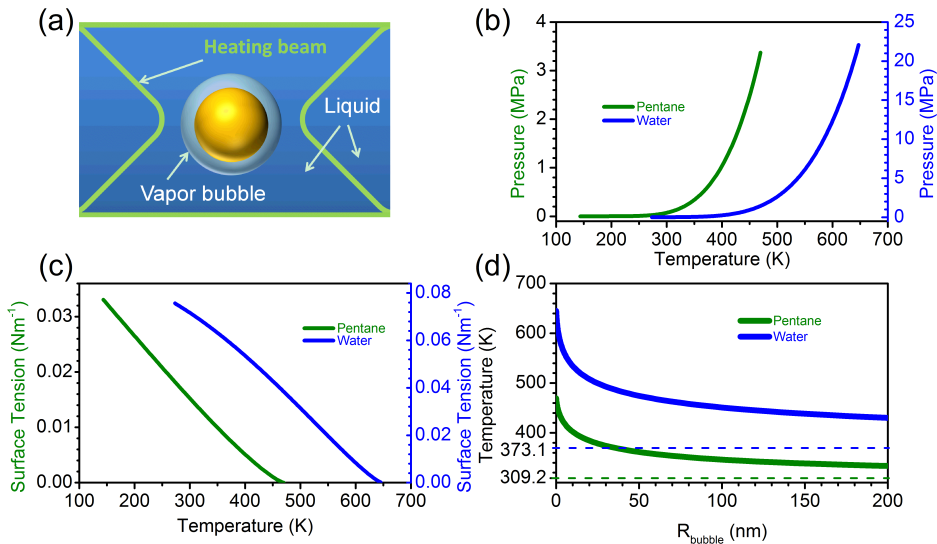 (a)
Heating beam
Liquid
Vapor bubble
(b)
Pressure (MPa)
4
3
2
1
0
Pentane
Water
25
20
15
10
5
0
Pressure (MPa)
100 200 300 400 500 600 700
Temperature (K)
(c)
Surface Tension (Nm-1)
0.03
0.02
0.01
0.00
Pentane
Water
0.08
0.06
0.04
0.02
0.00
Surface Tension (Nm-1)
100 200 300 400 500 600 700
Temperature (K)
(d)
Temperature (K)
700
600
500
400
373.1
309.2
Pentane
Water
0 50 100 150 200
Rbubble (nm)